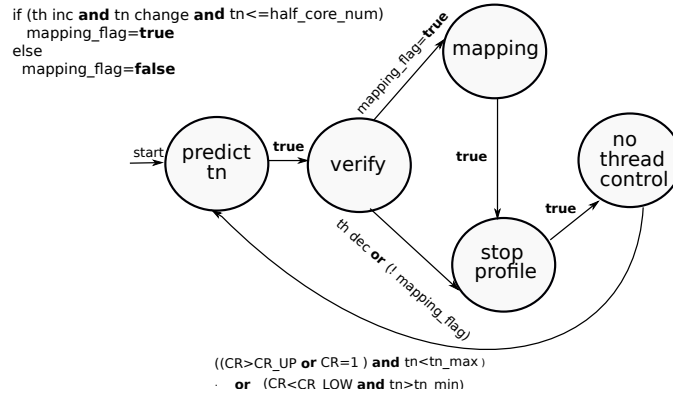 if (th inc and tn change and tn<=half_core_num)
mapping_flag=true
else
mapping_flag=false
start
predict
tn
true
verify
mapping_flag=true
mapping
true
th dec or (! mapping_flag)
stop
profile
true
no
thread
control
((CR>CR_UP or CR=1 ) and tn<tn_max )
. or (CR<CR_LOW and tn>tn_min)